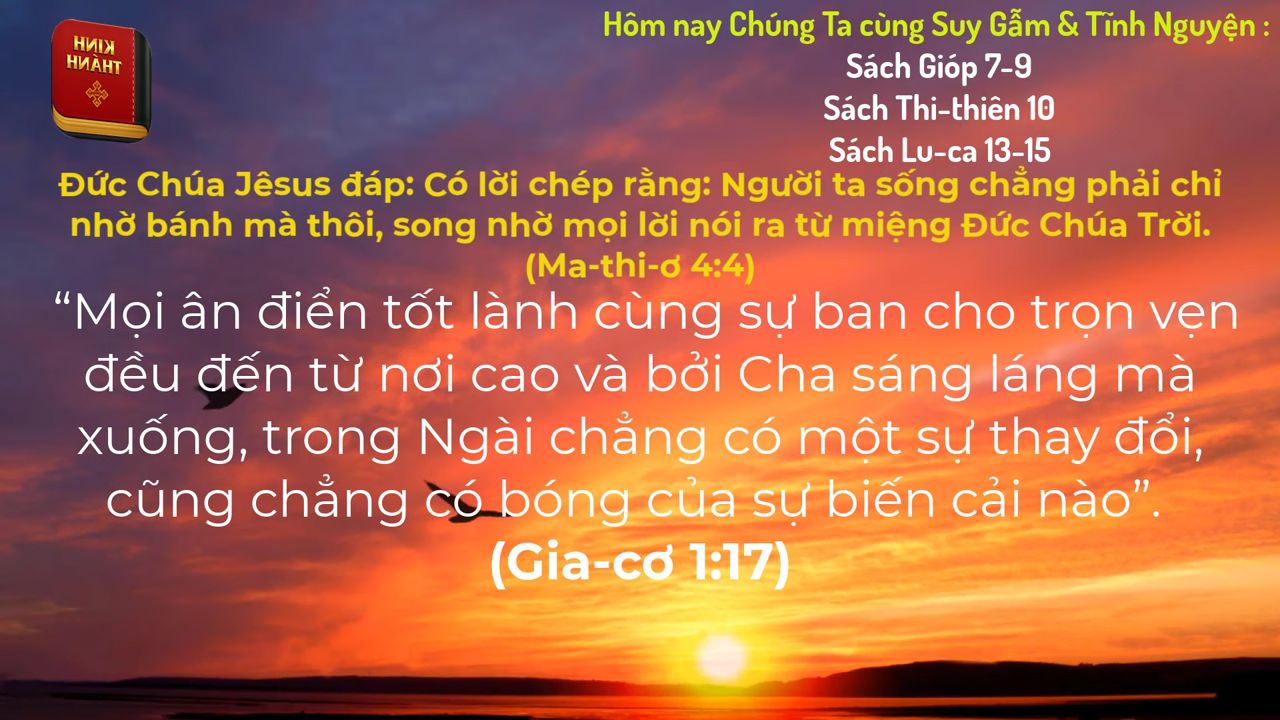 KINH
THÁNH
Hôm nay Chúng Ta cùng Suy Gẫm & Tĩnh Nguyện :
Sách Gióp 7-9
Sách Thi-thiên 10
Sách Lu-ca 13-15
Đức Chúa Jêsus đáp: Có lời chép rằng: Người ta sống chẳng phải chỉ
nhờ bánh mà thôi, song nhờ mọi lời nói ra từ miệng Đức Chúa Trời.
(Ma-thi-ơ 4:4)
“Mọi ân điển tốt lành cùng sự ban cho trọn vẹn
đều đến từ nơi cao và bởi Cha sáng láng mà
xuống, trong Ngài chẳng có một sự thay đổi,
cũng chẳng có bóng của sự biến cải nào”.
(Gia-cơ 1:17)